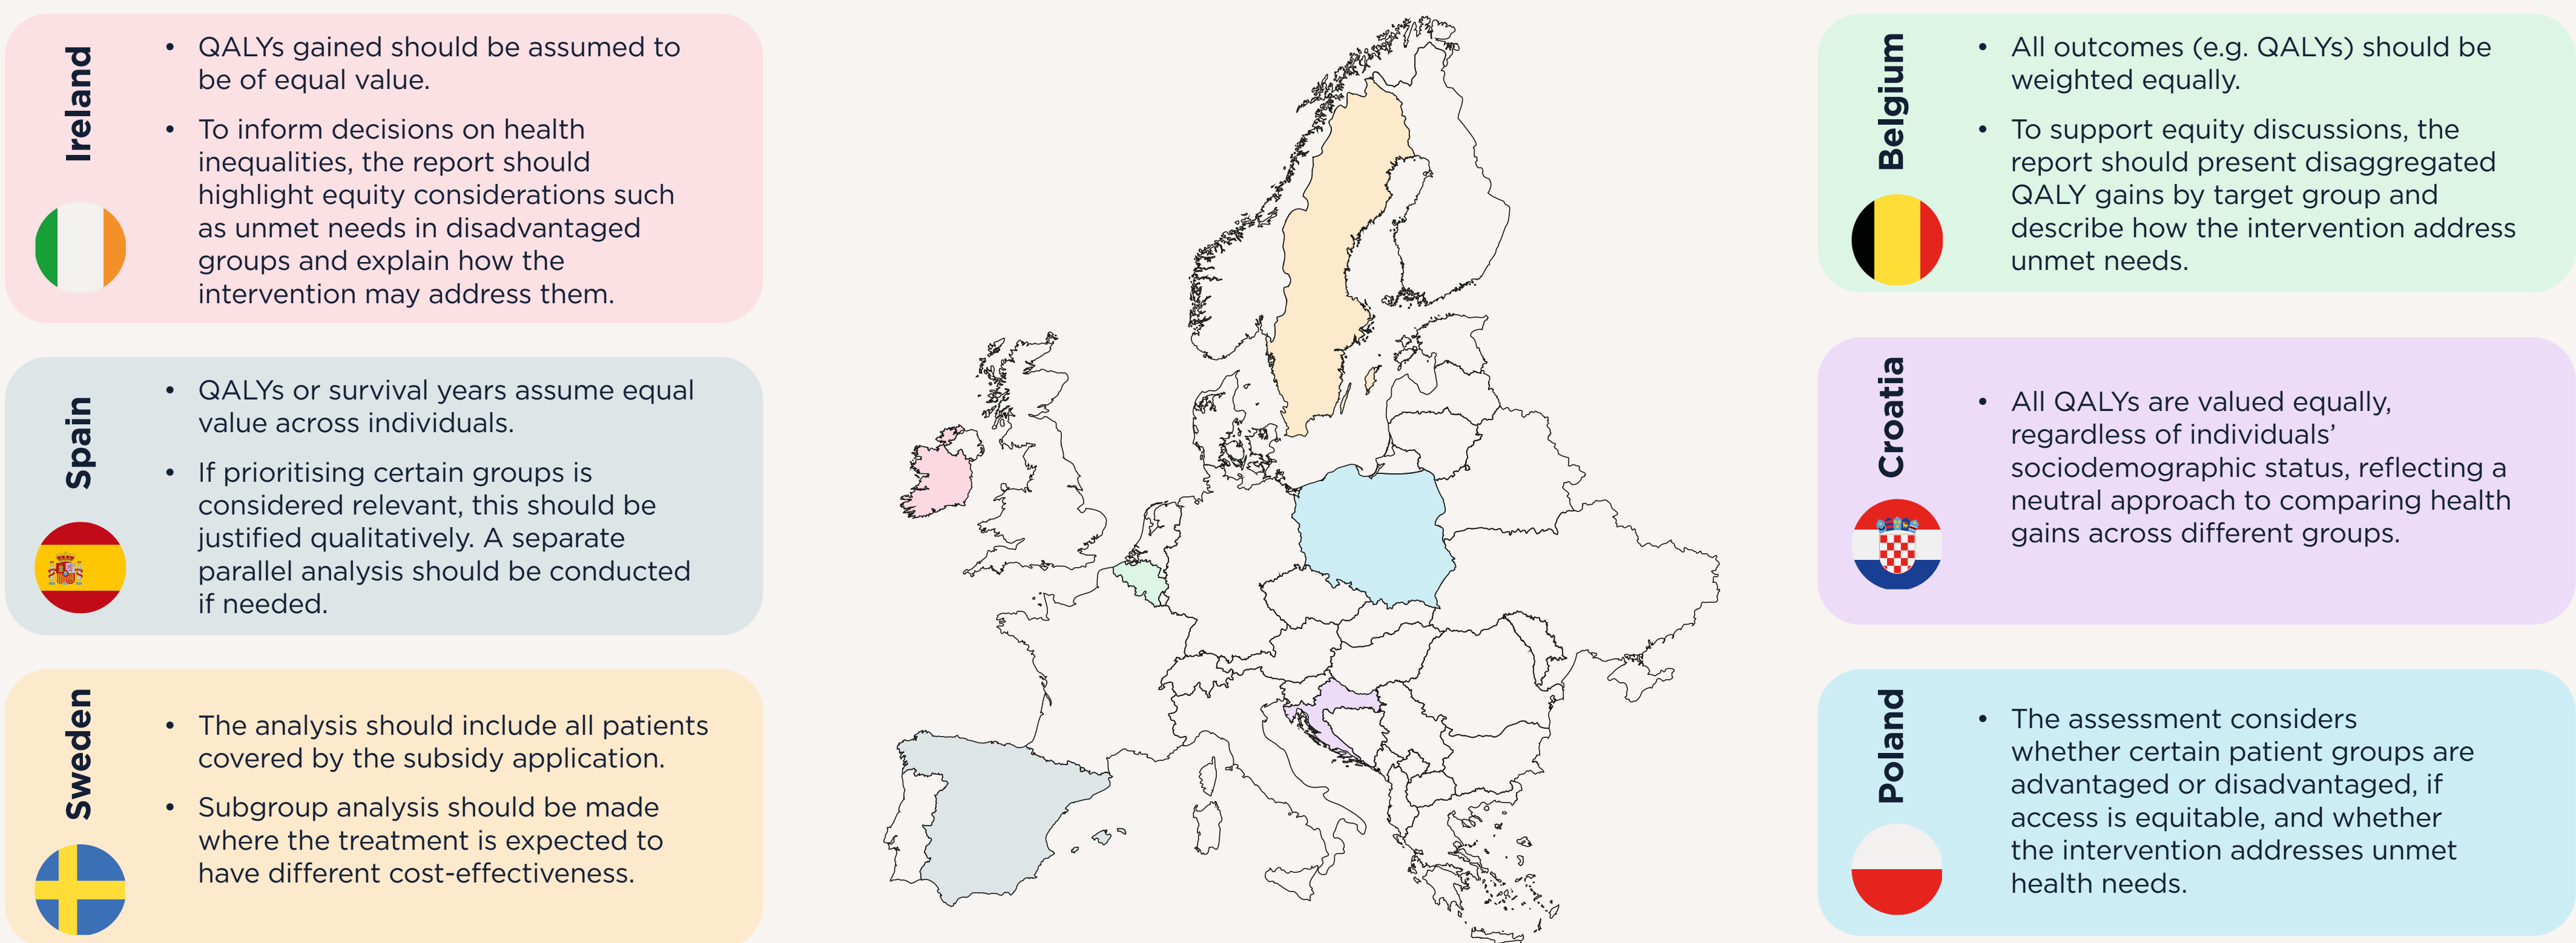 Ireland
• QALYs gained should be assumed to
be of equal value.
• To inform decisions on health
inequalities, the report should
highlight equity considerations such
as unmet needs in disadvantaged
groups and explain how the
intervention may address them.
Spain
• QALYs or survival years assume equal
value across individuals.
• If prioritising certain groups is
considered relevant, this should be
justified qualitatively. A separate
parallel analysis should be conducted
if needed.
Sweden
• The analysis should include all patients
covered by the subsidy application.
• Subgroup analysis should be made
where the treatment is expected to
have different cost-effectiveness.
Belgium
• All outcomes (e.g. QALYs) should be
weighted equally.
• To support equity discussions, the
report should present disaggregated
QALY gains by target group and
describe how the intervention address
unmet needs.
Croatia
• All QALYs are valued equally,
regardless of individuals’
sociodemographic status, reflecting a
neutral approach to comparing health
gains across different groups.
Poland
• The assessment considers
whether certain patient groups are
advantaged or disadvantaged, if
access is equitable, and whether
the intervention addresses unmet
health needs.